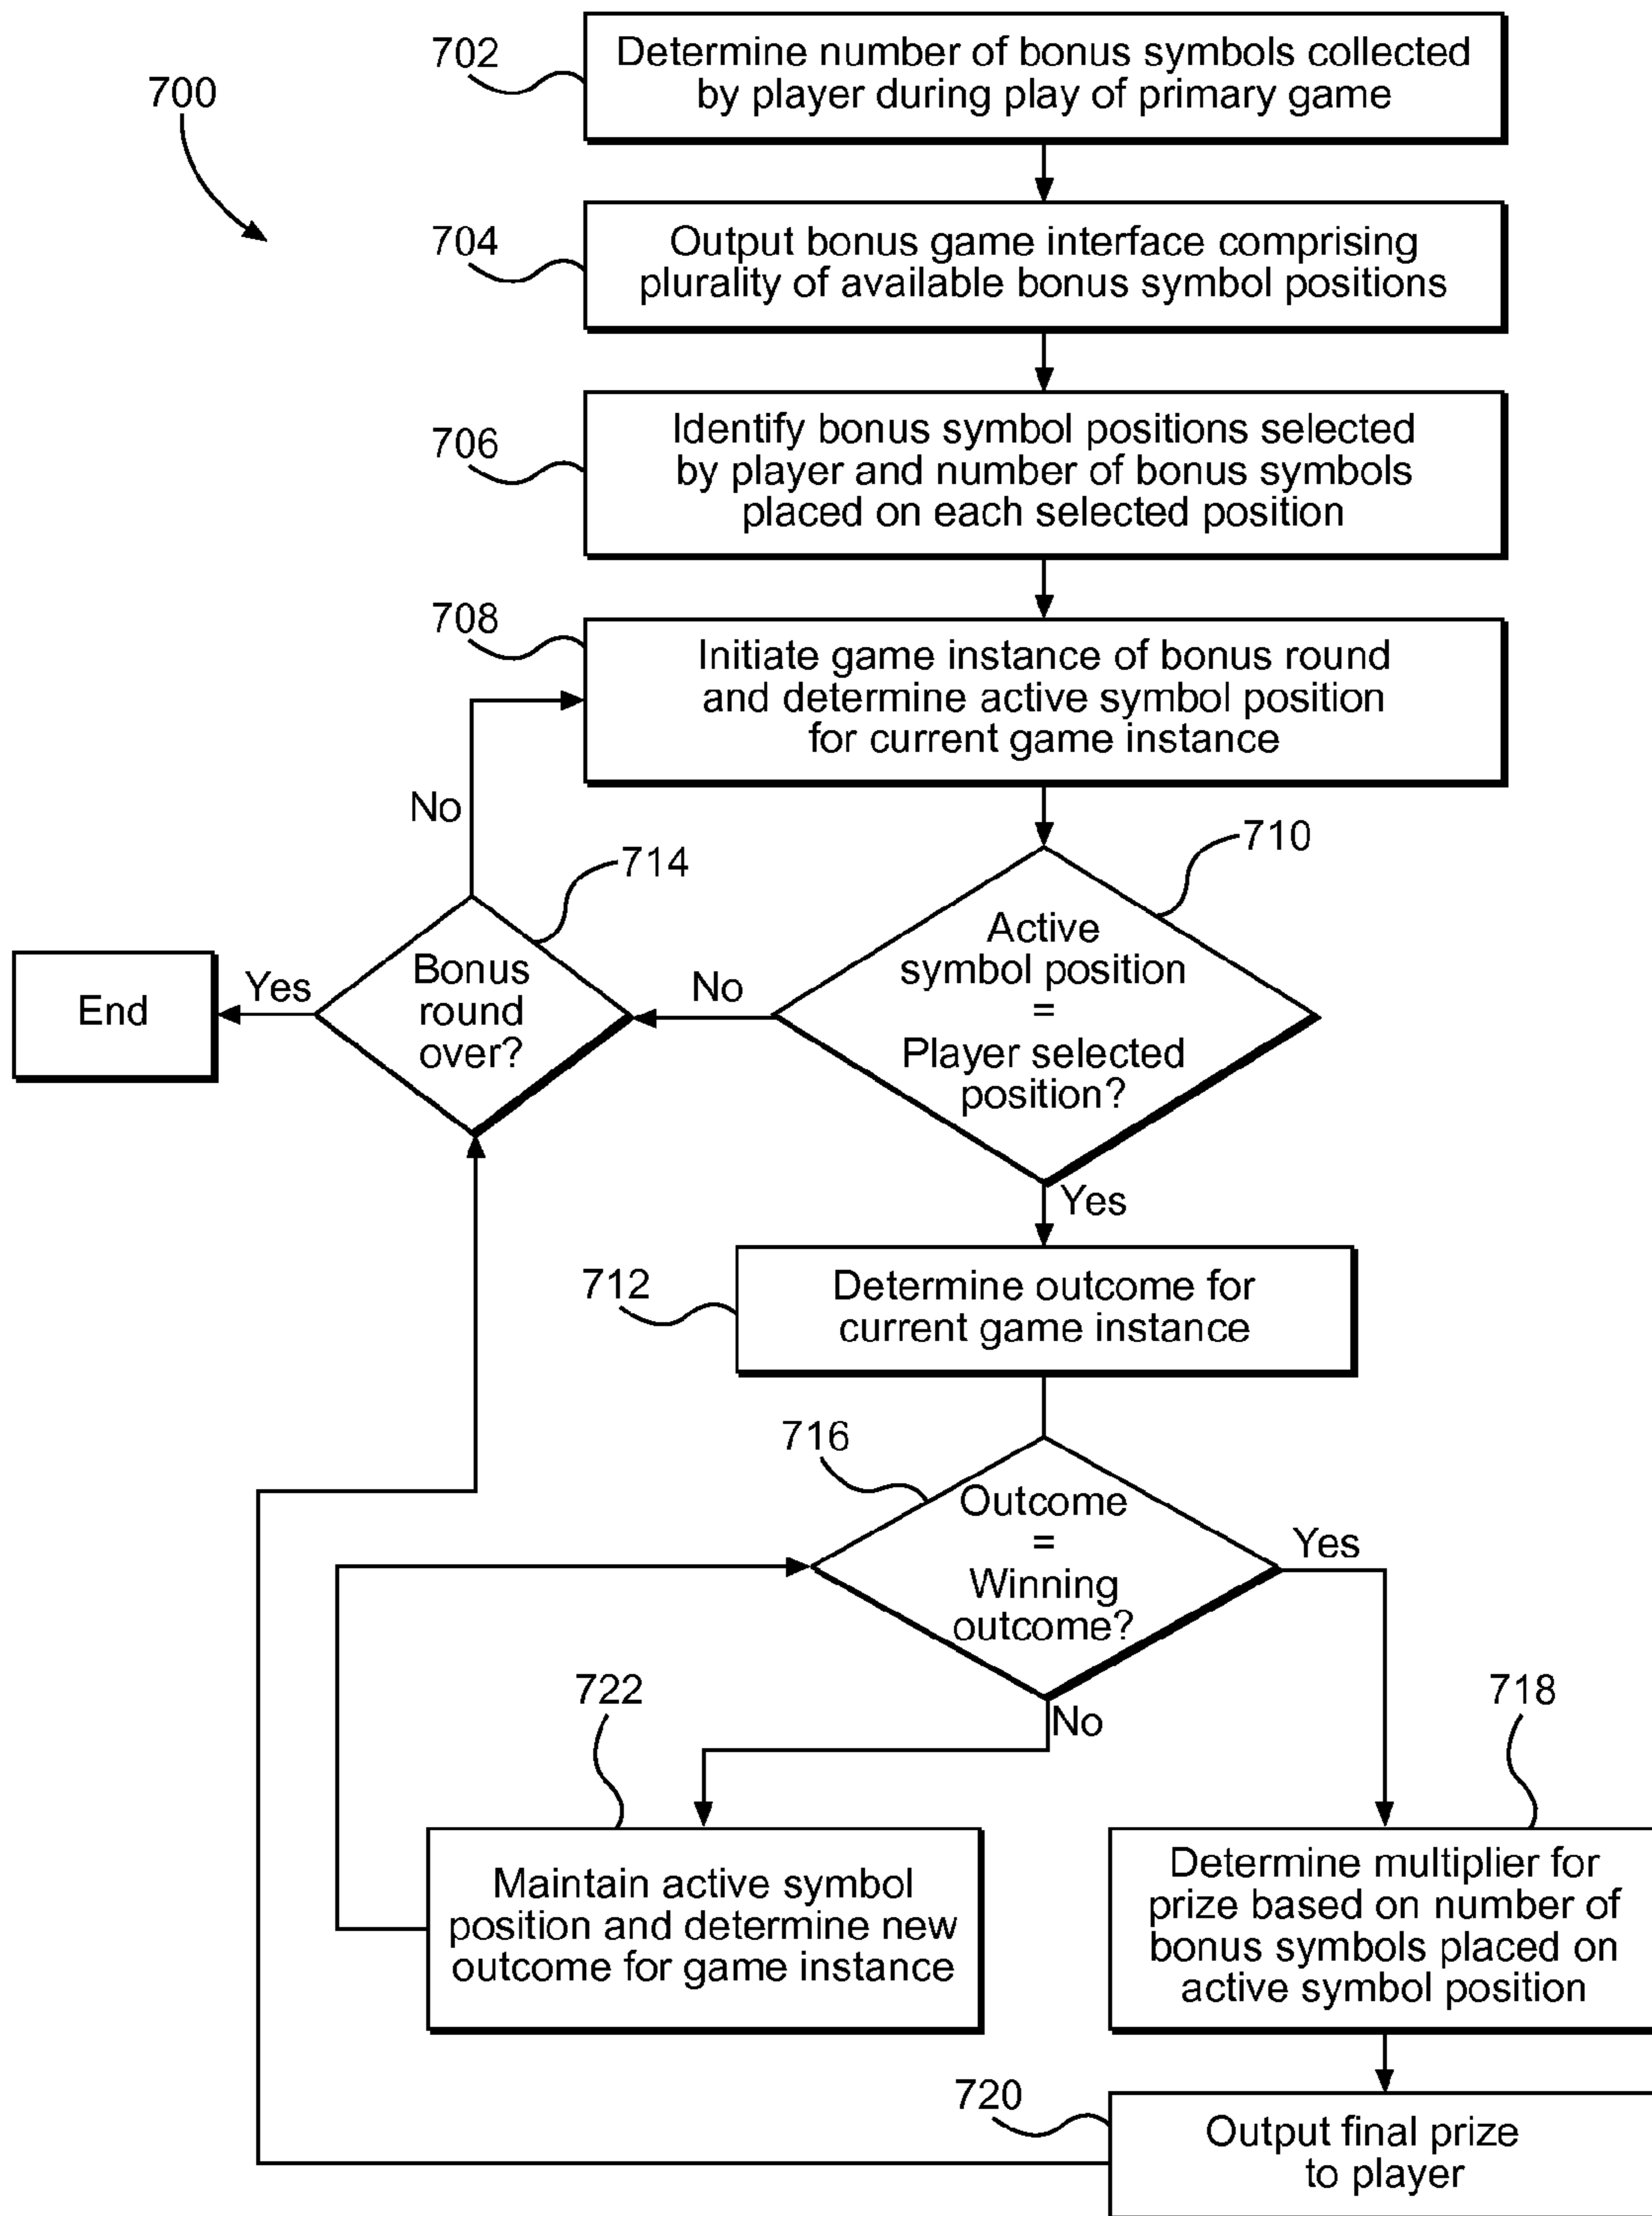 700
702
Determine number of bonus symbols collected
by player during play of primary game
704
Output bonus game interface comprising
plurality of available bonus symbol positions
706
Identify bonus symbol positions selected
by player and number of bonus symbols
placed on each selected position
708
Initiate game instance of bonus round
and determine active symbol position
for current game instance
No
710
Active
symbol position
=
Player selected
position?
No
714
Bonus
round
over?
Yes
End
Yes
712
Determine outcome for
current game instance
716
Outcome
=
Winning
outcome?
Yes
No
722
Maintain active symbol
position and determine new
outcome for game instance
718
Determine multiplier for
prize based on number of
bonus symbols placed on
active symbol position
720
Output final prize
to player